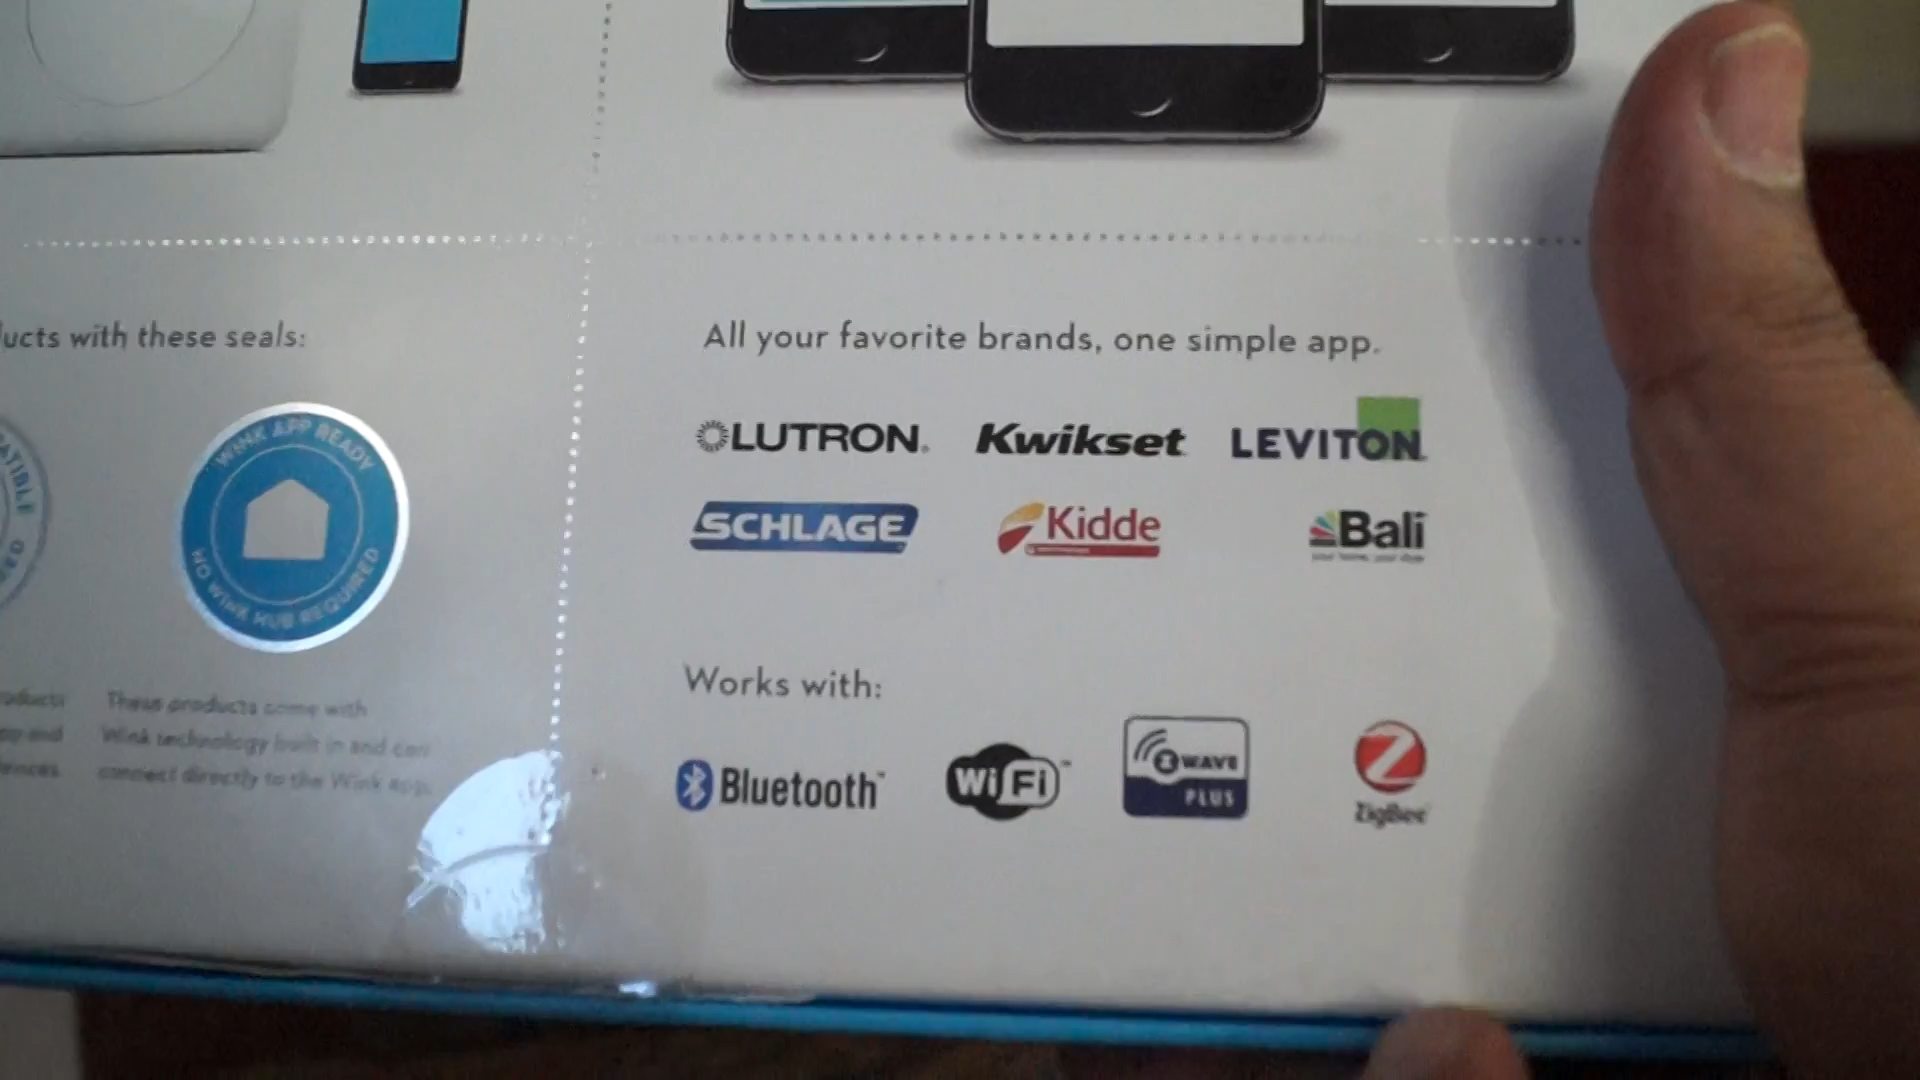 ucts with these seals:
WINK APP READY
NO WINK HUB REQUIRED
These products come with
Wink technology built in and can
connect directly to the Wink app.
All your favorite brands, one simple app.
LUTRON
Kwikset
LEVITON
SCHLAGE
Kidde
Bali
Works with:
Bluetooth™
WiFi™
Z WAVE
PLUS
ZigBee